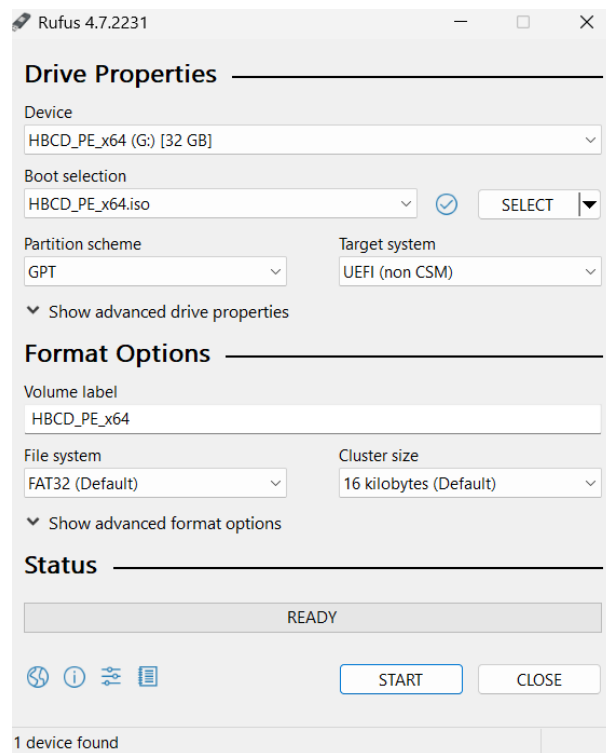 Rufus 4.7.2231
Drive Properties
Device
HBCD_PE_x64 (G:) [32 GB]
Boot selection
HBCD_PE_x64.iso
SELECT
Partition scheme
Target system
GPT
UEFI (non CSM)
Show advanced drive properties
Format Options
Volume label
HBCD_PE_x64
File system
Cluster size
FAT32 (Default)
16 kilobytes (Default)
Show advanced format options
Status
READY
START
CLOSE
1 device found